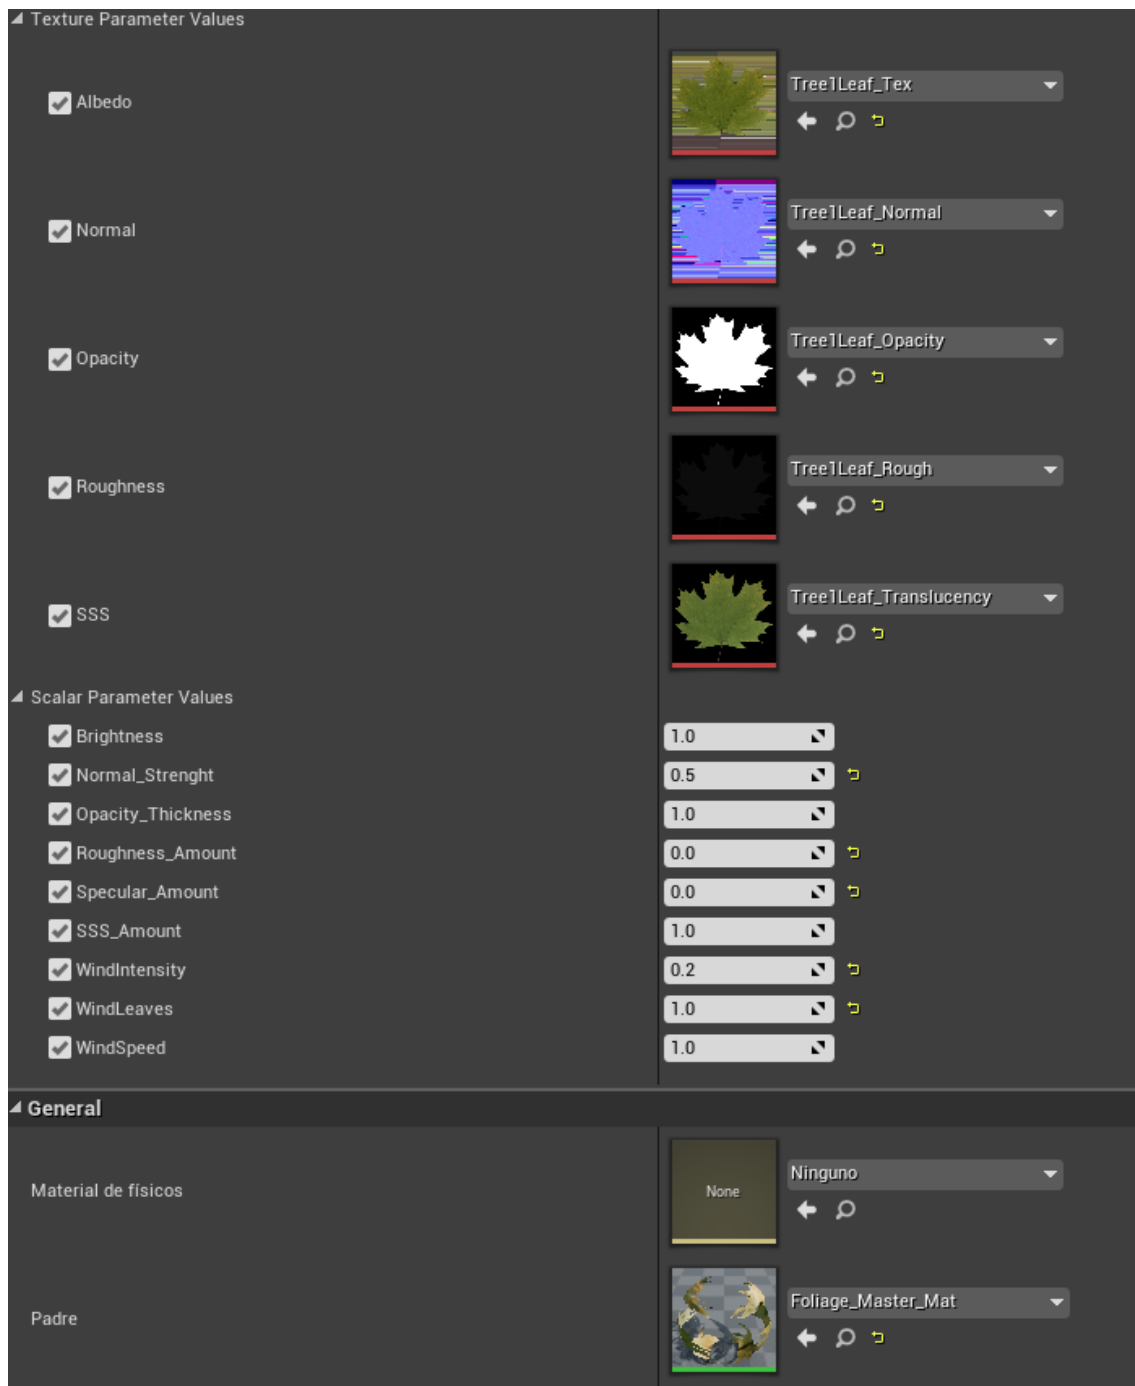 Texture Parameter Values
Albedo
Tree1Leaf_Tex
Normal
Tree1Leaf_Normal
Opacity
Tree1Leaf_Opacity
Roughness
Tree1Leaf_Rough
SSS
Tree1Leaf_Translucency
Scalar Parameter Values
Brightness 1.0
Normal_Strenght 0.5
Opacity_Thickness 1.0
Roughness_Amount 0.0
Specular_Amount 0.0
SSS_Amount 1.0
WindIntensity 0.2
WindLeaves 1.0
WindSpeed 1.0
General
Material de físicos
None
Ninguno
Padre
Foliage_Master_Mat